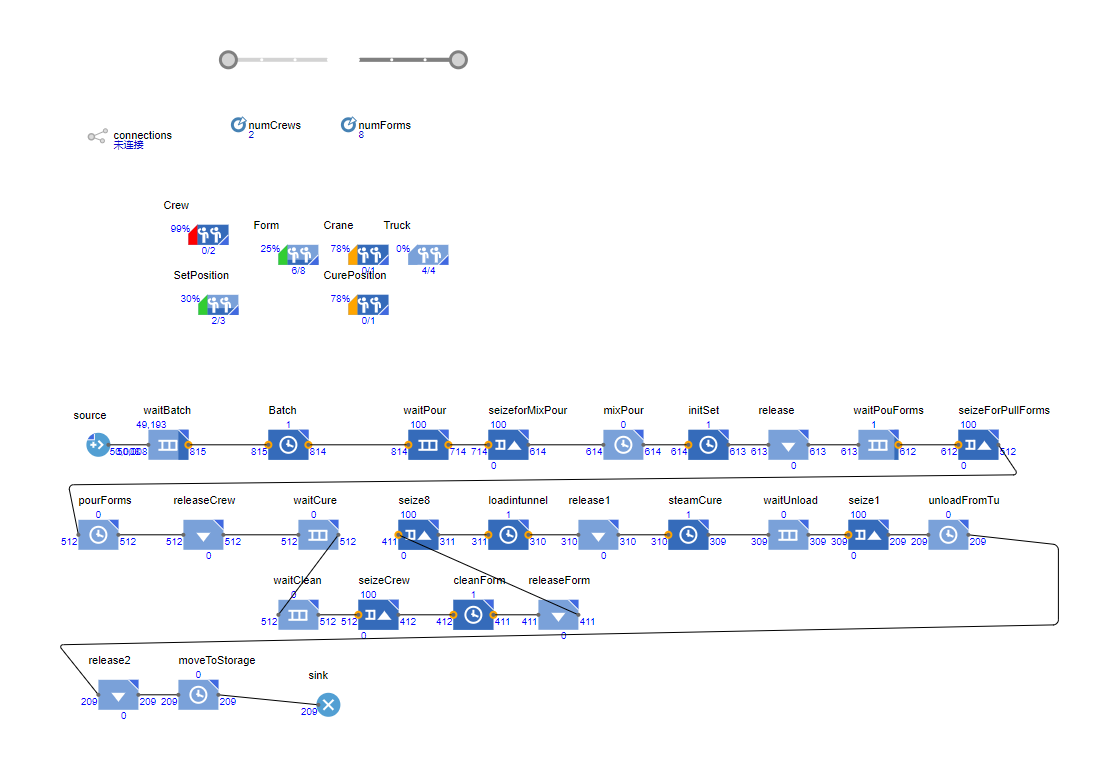 numCrews
2
numForms
8
connections
未连接
Crew
99%
0/2
Form
25%
6/8
Crane
78%
0/1
Truck
0%
4/4
SetPosition
30%
2/3
CurePosition
78%
0/1
source
waitBatch
49,193
815
Batch
1
815 814
waitPour
100
814 714
seizeforMixPour
100
714 614
0
mixPour
0
614 614
initSet
1
614 613
release
613 613
0
waitPouForms
1
613 612
seizeForPullForms
100
612 512
0
pourForms
0
512 512
releaseCrew
512 512
0
waitCure
0
512 512
seize8
100
411 311
0
loadintunnel
1
311 310
release1
310 310
0
steamCure
1
310 309
waitUnload
0
309 309
seize1
100
309 209
0
unloadFromTu
0
209 209
waitClean
0
512 512
seizeCrew
100
512 412
0
cleanForm
1
412 411
releaseForm
411 411
0
release2
209 209
0
moveToStorage
0
209 209
sink
209